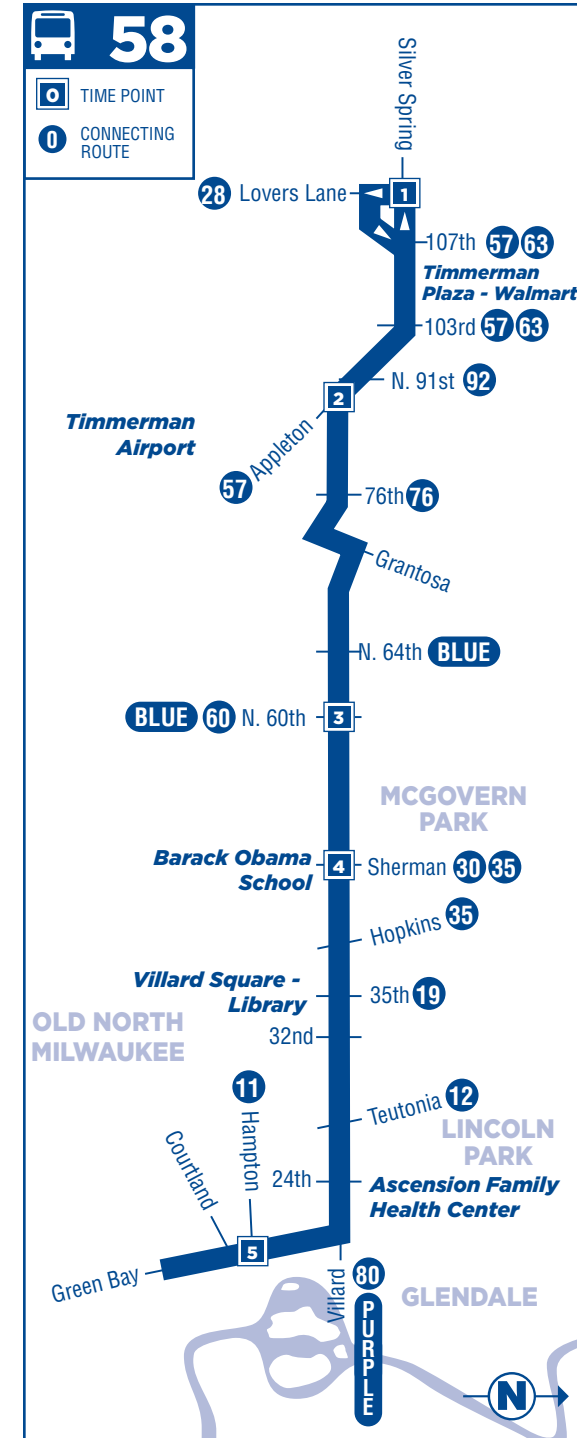 58
0 TIME POINT
0 CONNECTING
ROUTE
Silver Spring
1
28 Lovers Lane
107th 57 63
Timmerman
Plaza - Walmart
103rd 57 63
N. 91st 92
2
Timmerman
Airport
57 Appleton
76th 76
Grantosa
N. 64th BLUE
BLUE 60 N. 60th
3
MCGOVERN
PARK
Barack Obama
School
4
Sherman 30 35
Hopkins 35
Villard Square -
Library
35th 19
OLD NORTH
MILWAUKEE
32nd
11
Hampton
Teutonia 12
LINCOLN
PARK
Courtland
24th
Ascension Family
Health Center
5
Green Bay
Villard 80
PURPLE
GLENDALE
N